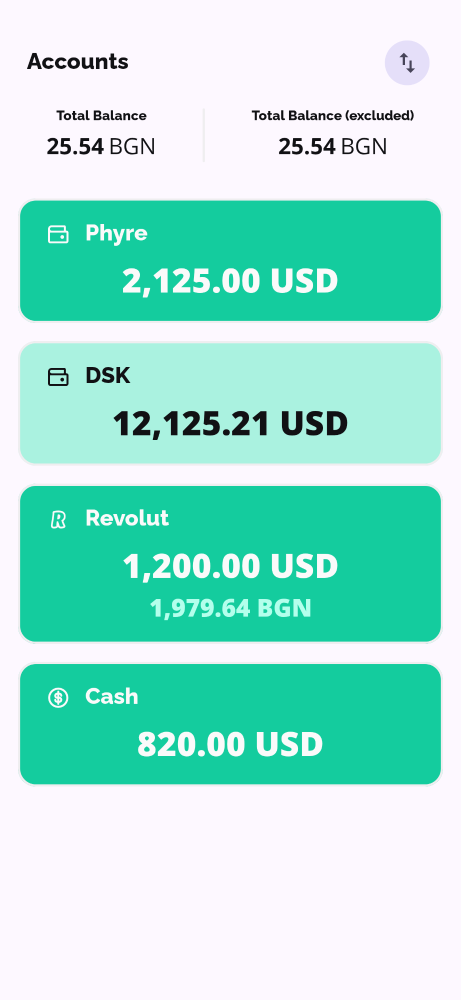 Accounts
Total Balance
25.54 BGN
Total Balance (excluded)
25.54 BGN
Phyre
2,125.00 USD
DSK
12,125.21 USD
Revolut
1,200.00 USD
1,979.64 BGN
Cash
820.00 USD